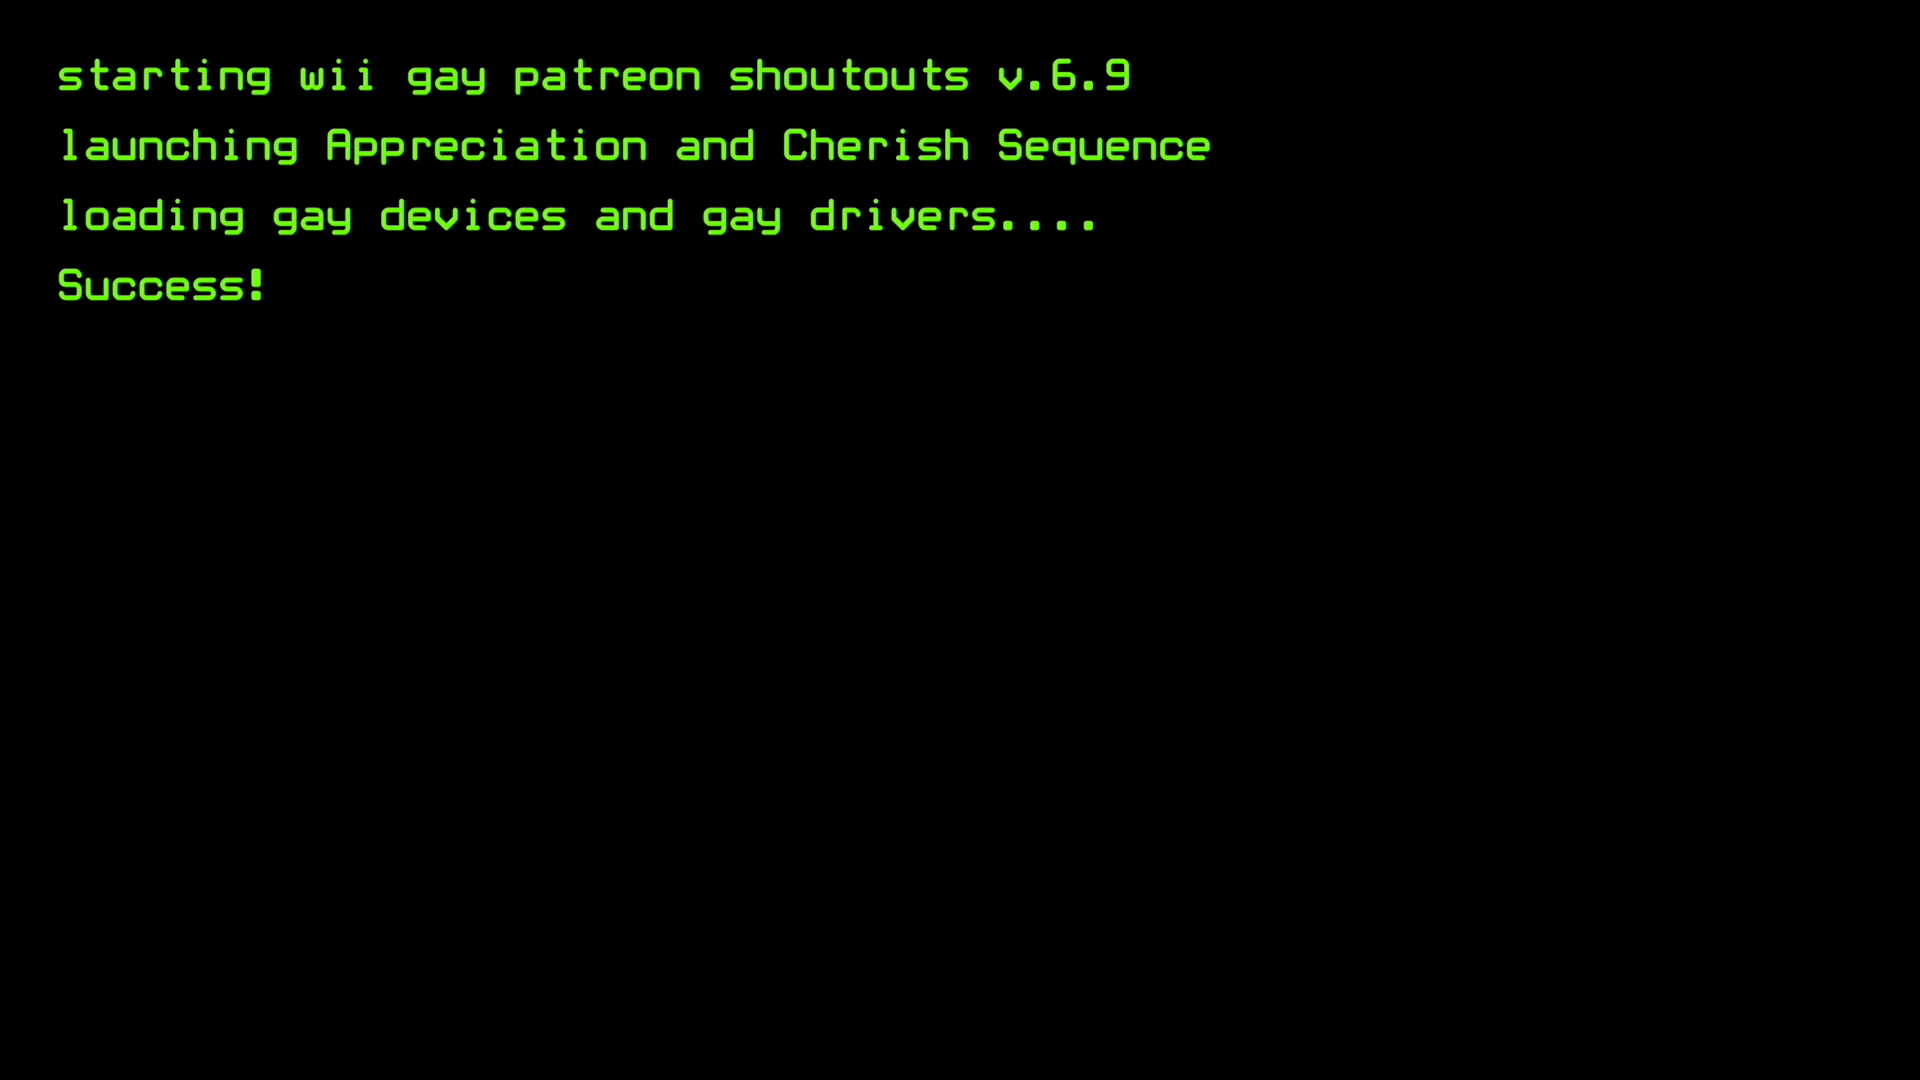 starting wii gay patreon shoutouts v.6.9
launching Appreciation and Cherish Sequence
loading gay devices and gay drivers....
Success!